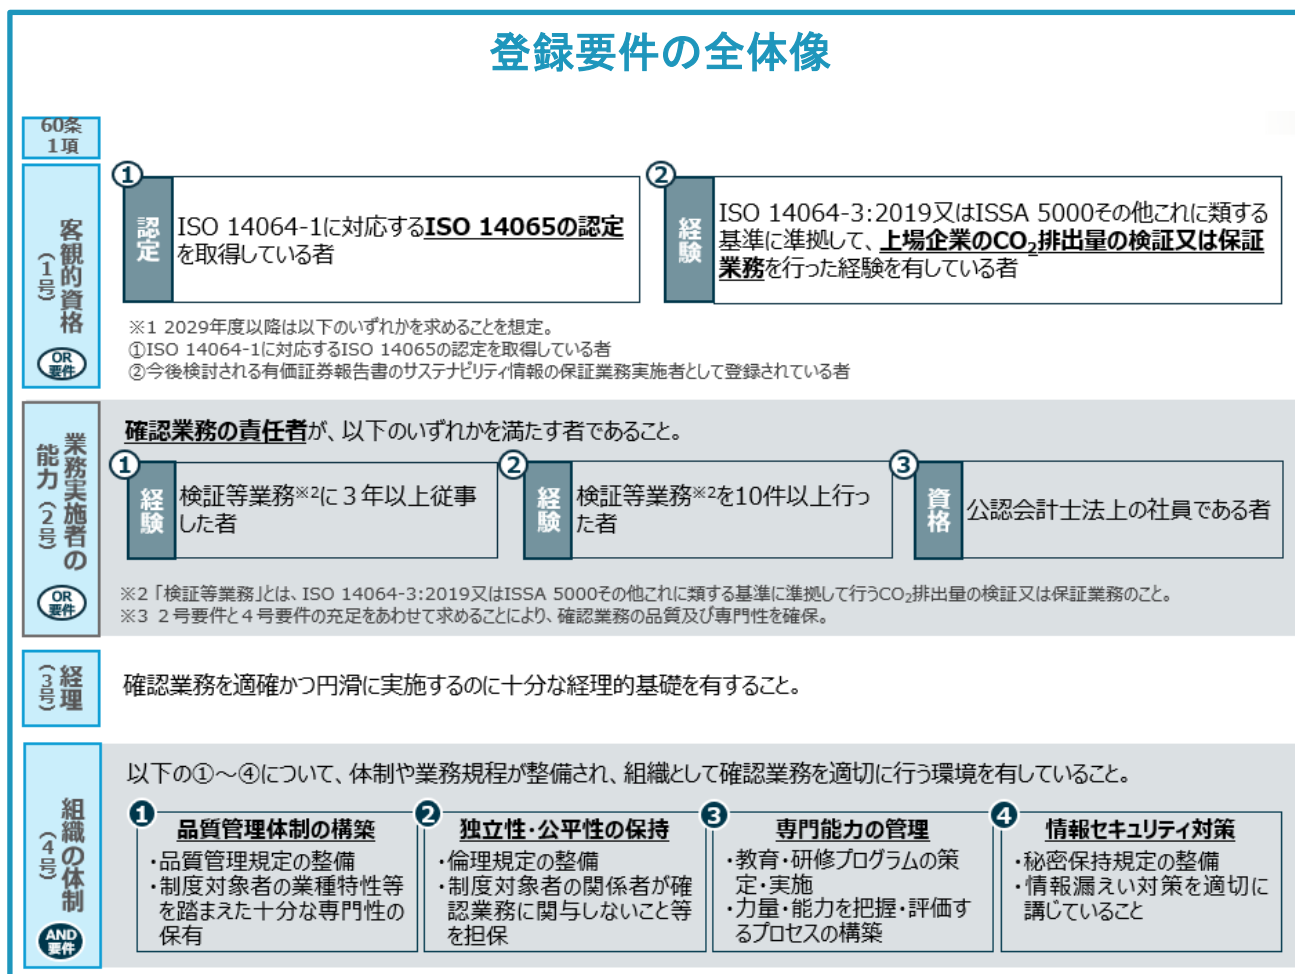 登録要件の全体像
60条
1項
客観的資格
(1号)
OR
要件
①
認定
ISO 14064-1に対応するISO 14065の認定
を取得している者
②
経験
ISO 14064-3:2019又はISSA 5000その他これに類する
基準に準拠して、上場企業のCO₂排出量の検証又は保証
業務を行った経験を有している者
※1 2029年度以降は以下のいずれかを求めることを想定。
①ISO 14064-1に対応するISO 14065の認定を取得している者
②今後検討される有価証券報告書のサステナビリティ情報の保証業務実施者として登録されている者
業務実施者の
能力(2号)
OR
要件
確認業務の責任者が、以下のいずれかを満たす者であること。
①
経験
検証等業務※2に３年以上従事
した者
②
経験
検証等業務※2を10件以上行っ
た者
③
資格
公認会計士法上の社員である者
※2「検証等業務」とは、ISO 14064-3:2019又はISSA 5000その他これに類する基準に準拠して行うCO₂排出量の検証又は保証業務のこと。
※3 ２号要件と４号要件の充足をあわせて求めることにより、確認業務の品質及び専門性を確保。
経理
(3号)
確認業務を適確かつ円滑に実施するのに十分な経理的基礎を有すること。
組織の体制
(4号)
AND
要件
以下の①～④について、体制や業務規程が整備され、組織として確認業務を適切に行う環境を有していること。
❶
品質管理体制の構築
・品質管理規定の整備
・制度対象者の業種特性等
を踏まえた十分な専門性の
保有
❷
独立性・公平性の保持
・倫理規定の整備
・制度対象者の関係者が確
認業務に関与しないこと等
を担保
❸
専門能力の管理
・教育・研修プログラムの策
定・実施
・力量・能力を把握・評価す
るプロセスの構築
❹
情報セキュリティ対策
・秘密保持規定の整備
・情報漏えい対策を適切に
講じていること